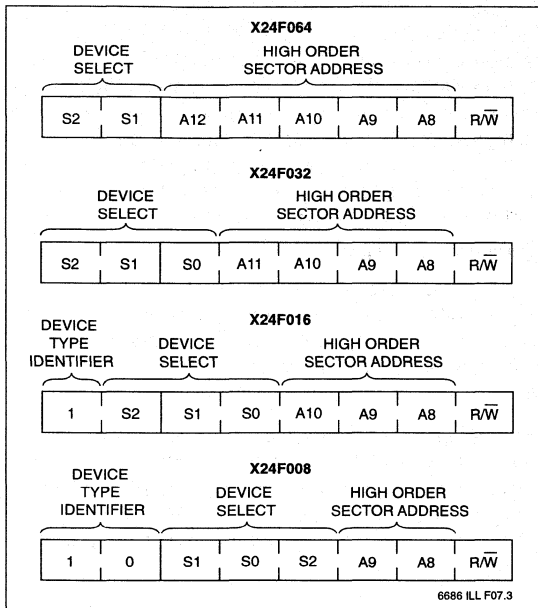 X24F064
DEVICE SELECT HIGH ORDER SECTOR ADDRESS
S2 S1 A12 A11 A10 A9 A8 R/W̅
X24F032
DEVICE SELECT HIGH ORDER SECTOR ADDRESS
S2 S1 S0 A11 A10 A9 A8 R/W̅
X24F016
DEVICE TYPE IDENTIFIER DEVICE SELECT HIGH ORDER SECTOR ADDRESS
1 S2 S1 S0 A10 A9 A8 R/W̅
X24F008
DEVICE TYPE IDENTIFIER DEVICE SELECT HIGH ORDER SECTOR ADDRESS
1 0 S1 S0 S2 A9 A8 R/W̅
6686 ILL F07.3